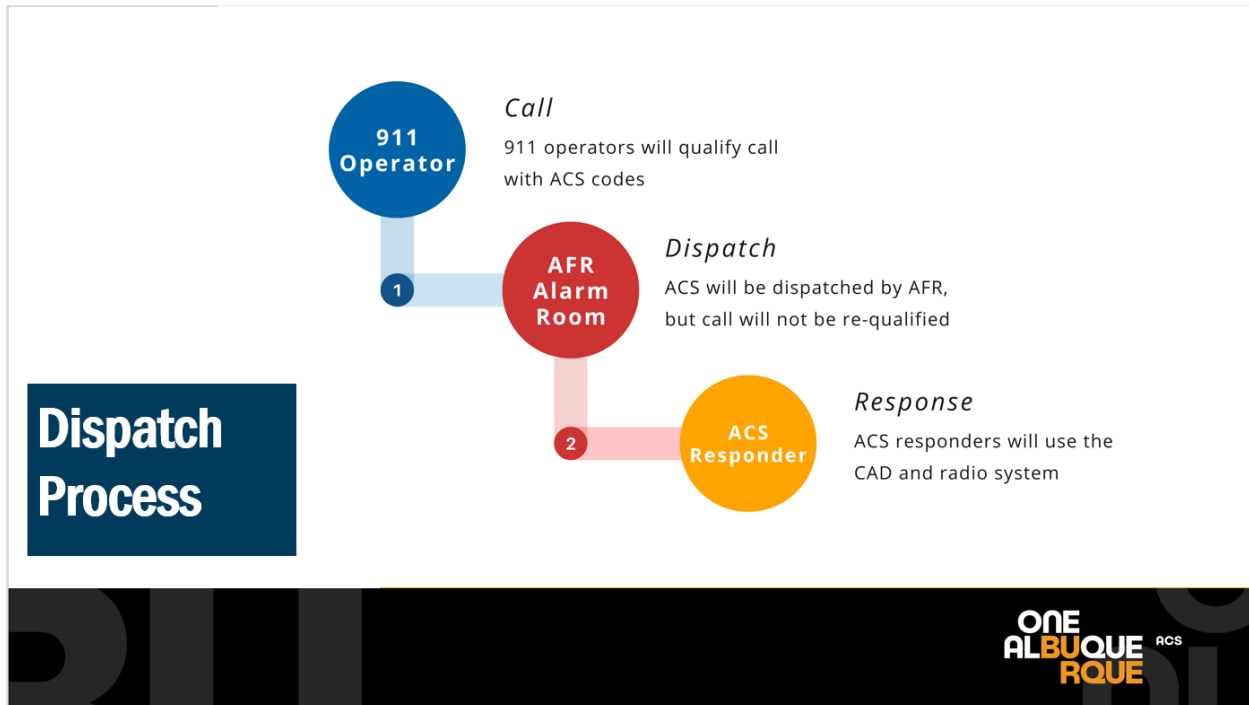 911
Operator
Call
911 operators will qualify call
with ACS codes
1
AFR
Alarm
Room
Dispatch
ACS will be dispatched by AFR,
but call will not be re-qualified
2
ACS
Responder
Response
ACS responders will use the
CAD and radio system
Dispatch
Process
ONE
ALBUQUE
RQUE
ACS